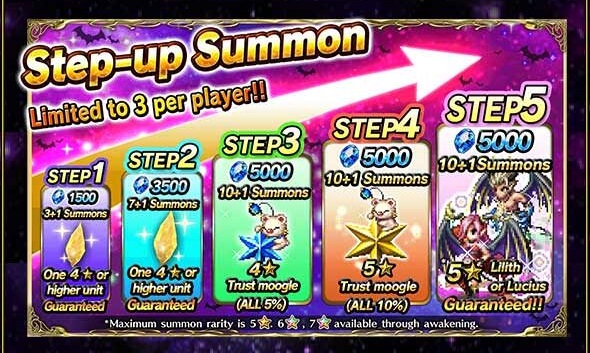 Step-up Summon
Limited to 3 per player!!
STEP1
1500
3+1 Summons
One 4★ or
higher unit
Guaranteed
STEP2
3500
7+1 Summons
One 4★ or
higher unit
Guaranteed
STEP3
5000
10+1 Summons
4★
Trust moogle
(ALL 5%)
STEP4
5000
10+1 Summons
5★
Trust moogle
(ALL 10%)
STEP5
5000
10+1 Summons
5★ Lilith
or Lucius
Guaranteed!!
*Maximum summon rarity is 5★. 6★, 7★ available through awakening.